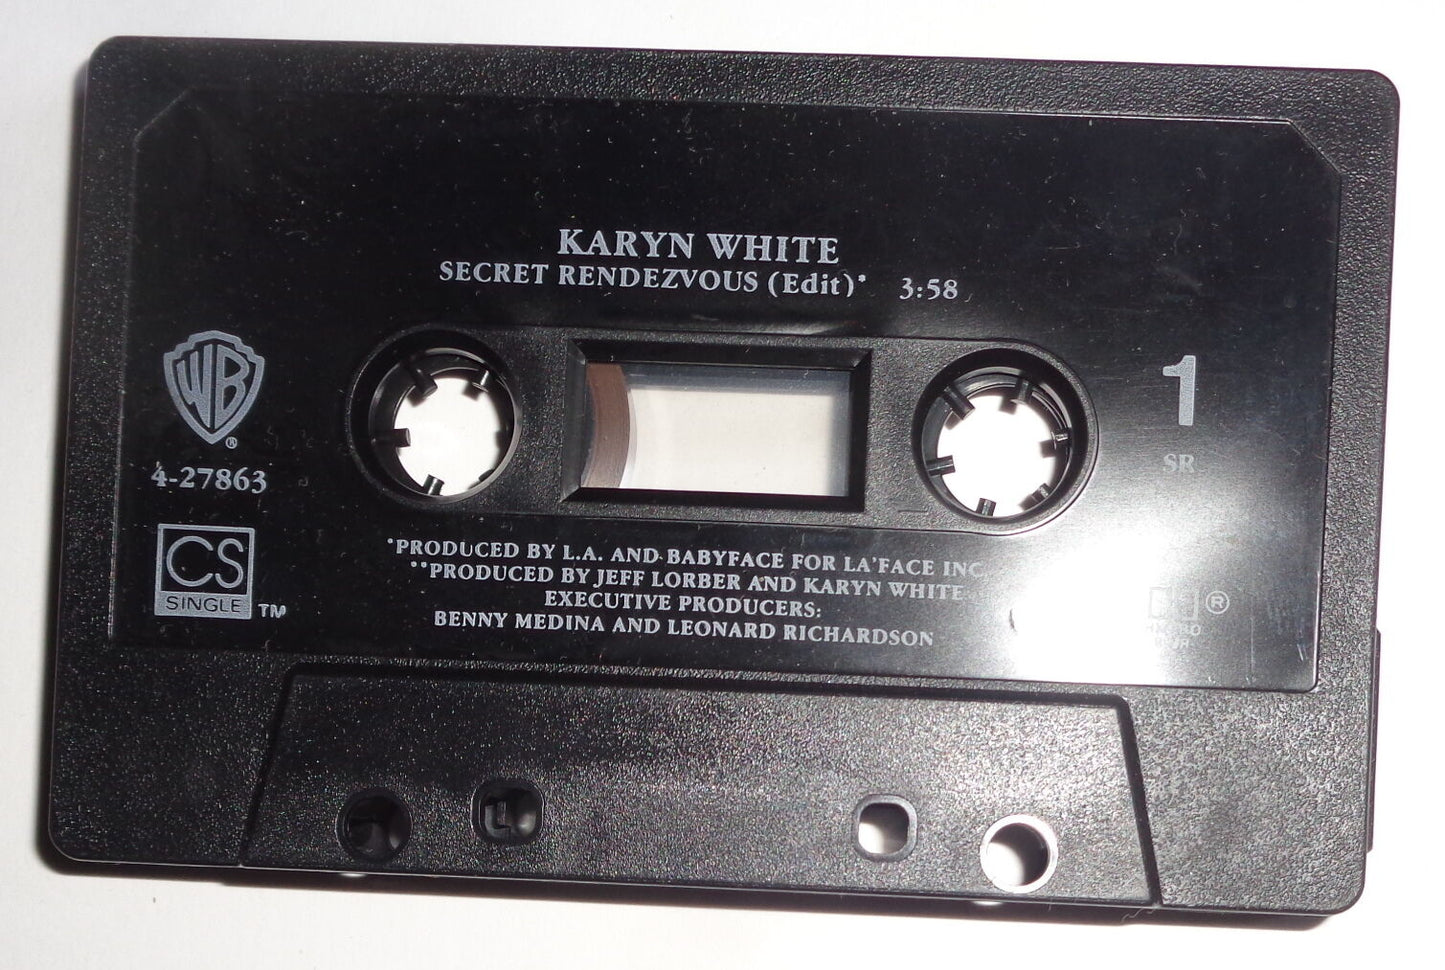 KARYN WHITE
SECRET RENDEZVOUS (Edit)* 3:58
WB
®
4-27863
1
SR
CS
SINGLE TM
*PRODUCED BY L.A. AND BABYFACE FOR LA'FACE INC
**PRODUCED BY JEFF LORBER AND KARYN WHITE
EXECUTIVE PRODUCERS:
BENNY MEDINA AND LEONARD RICHARDSON
®